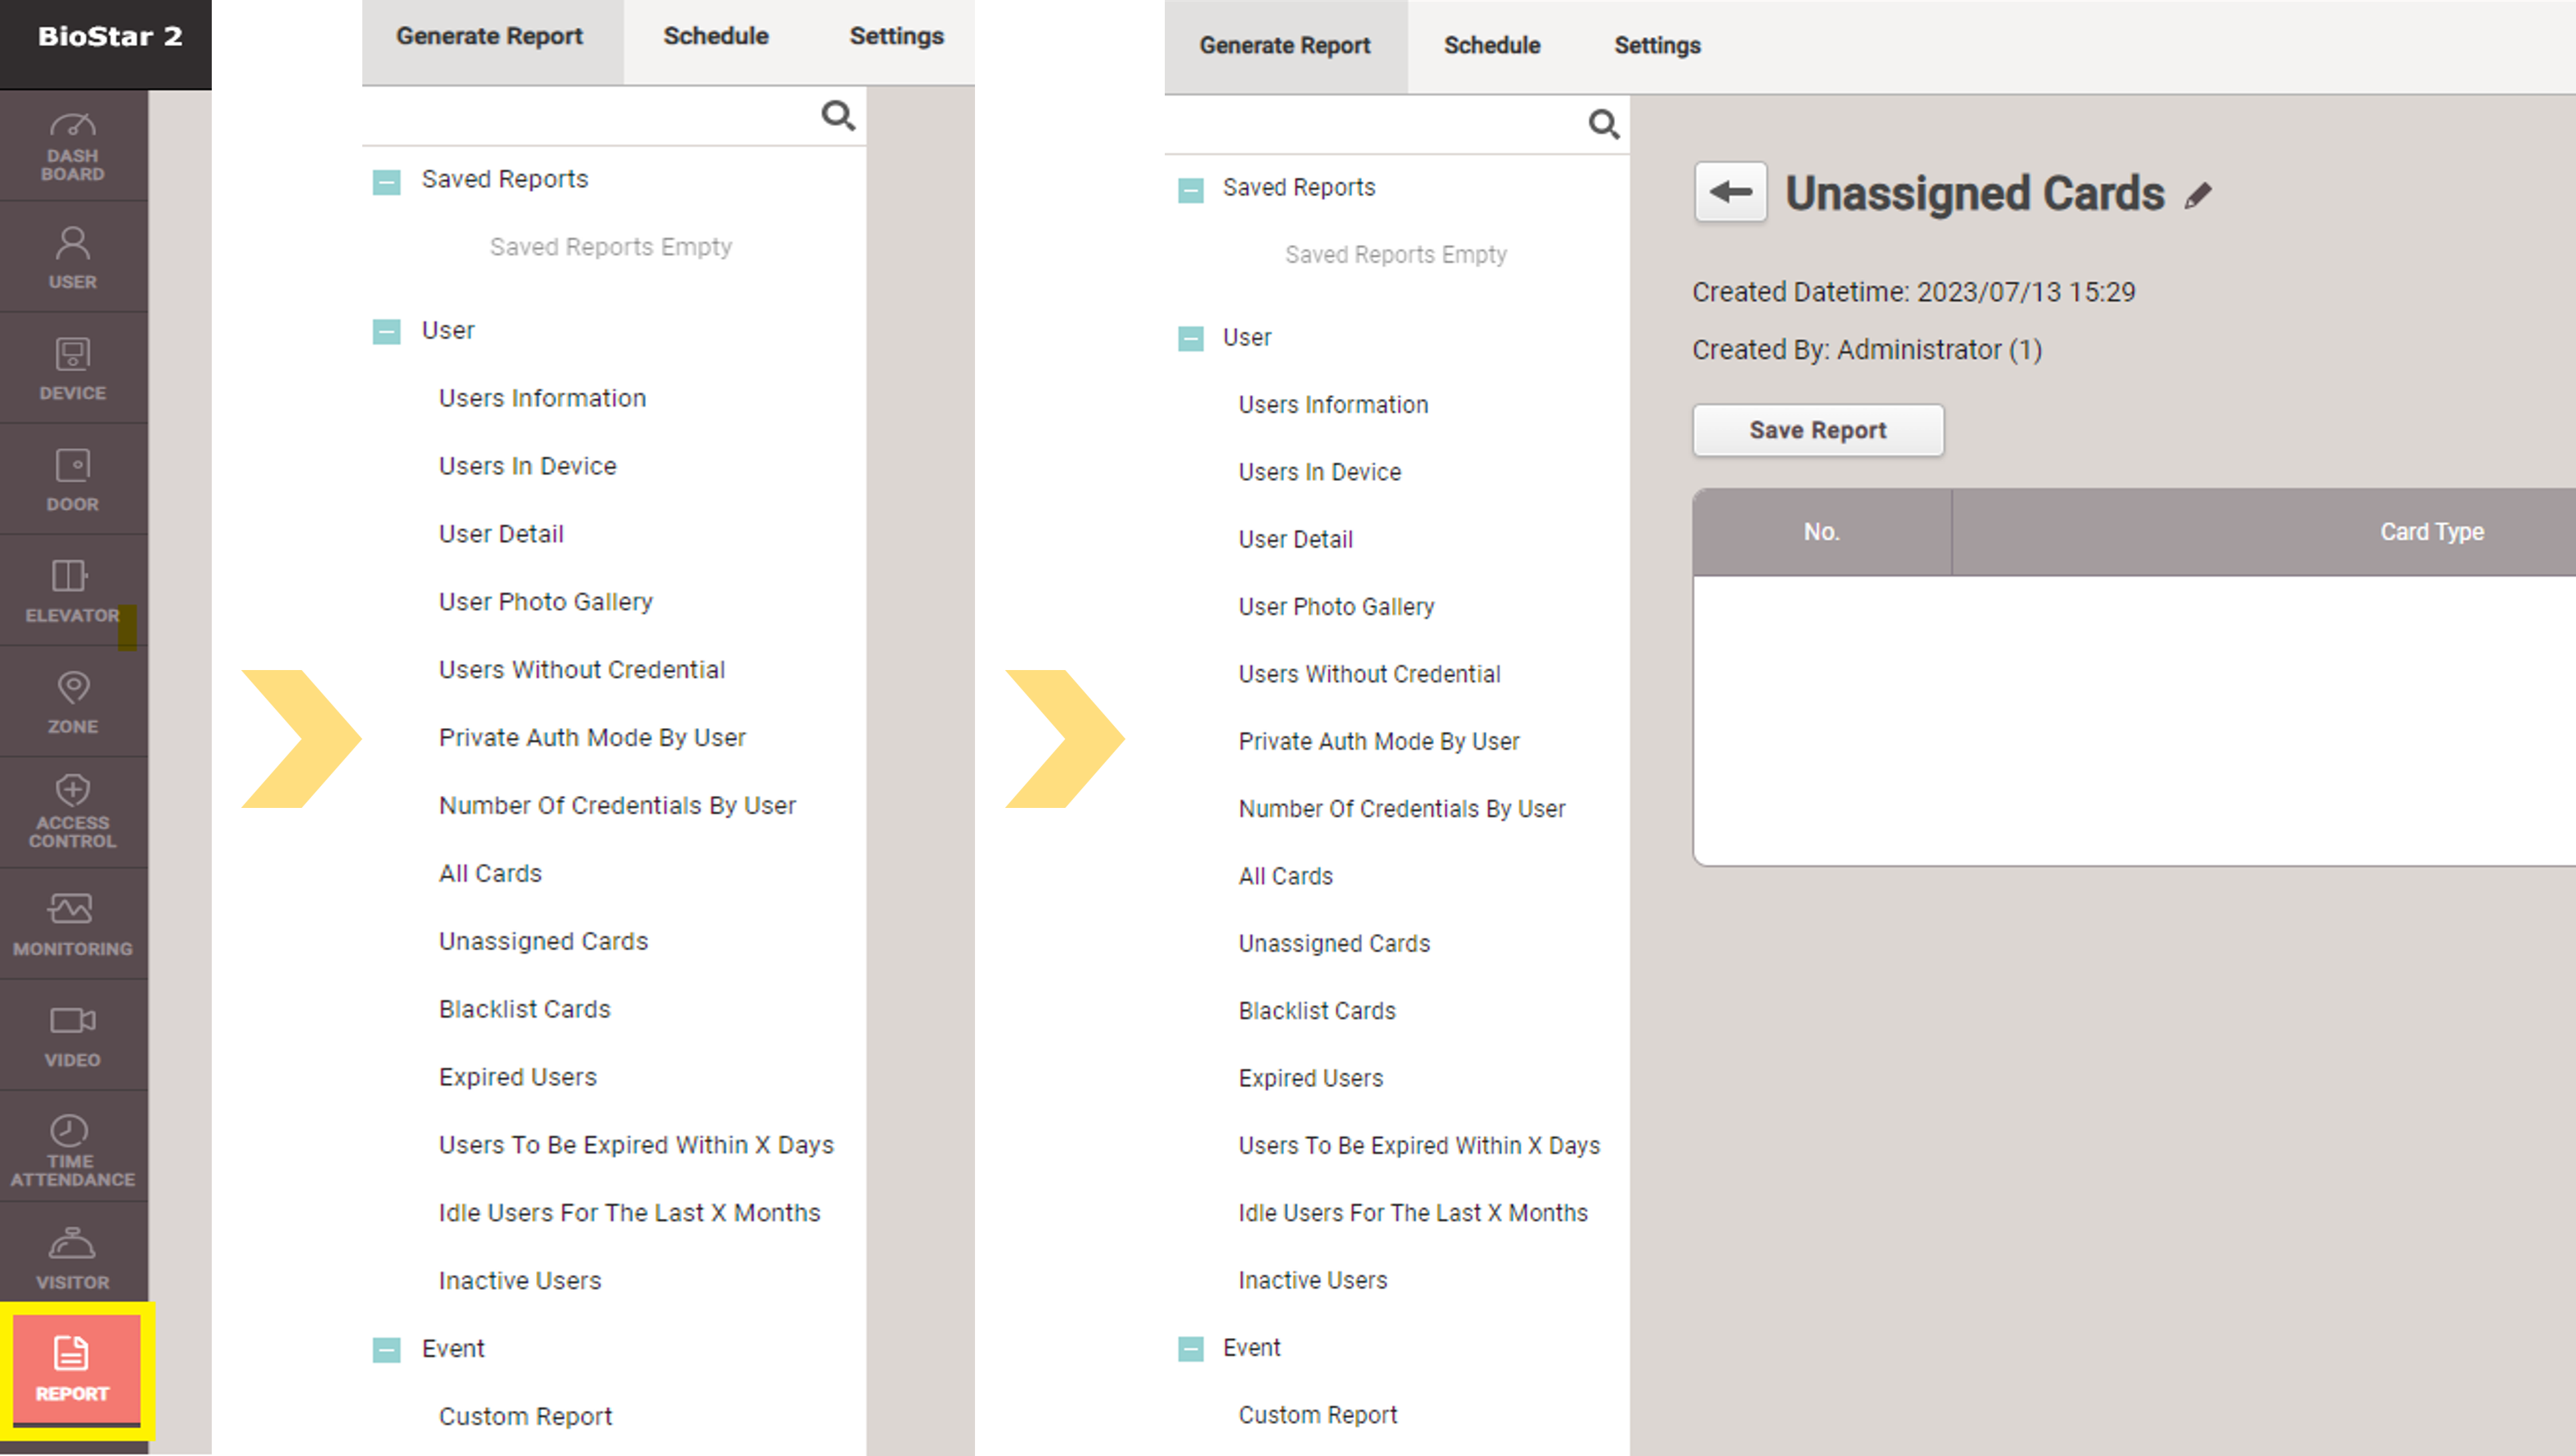 BioStar 2
DASH
BOARD
USER
DEVICE
DOOR
ELEVATOR
ZONE
ACCESS
CONTROL
MONITORING
VIDEO
TIME
ATTENDANCE
VISITOR
REPORT
Generate Report Schedule Settings
Saved Reports
Saved Reports Empty
User
Users Information
Users In Device
User Detail
User Photo Gallery
Users Without Credential
Private Auth Mode By User
Number Of Credentials By User
All Cards
Unassigned Cards
Blacklist Cards
Expired Users
Users To Be Expired Within X Days
Idle Users For The Last X Months
Inactive Users
Event
Custom Report
Generate Report Schedule Settings
Saved Reports
Saved Reports Empty
User
Users Information
Users In Device
User Detail
User Photo Gallery
Users Without Credential
Private Auth Mode By User
Number Of Credentials By User
All Cards
Unassigned Cards
Blacklist Cards
Expired Users
Users To Be Expired Within X Days
Idle Users For The Last X Months
Inactive Users
Event
Custom Report
Unassigned Cards
Created Datetime: 2023/07/13 15:29
Created By: Administrator (1)
Save Report
No. Card Type